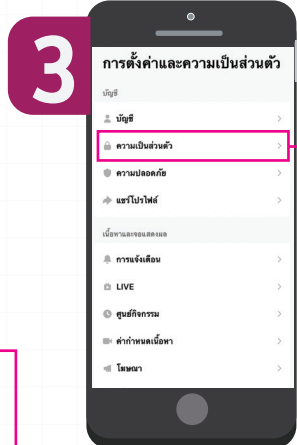 3
การตั้งค่าและความเป็นส่วนตัว
บัญชี
บัญชี
ความเป็นส่วนตัว
ความปลอดภัย
แชร์โปรไฟล์
เนื้อหาและจอแสดงผล
การแจ้งเตือน
LIVE
ศูนย์กิจกรรม
ค่ากำหนดเนื้อหา
โฆษณา